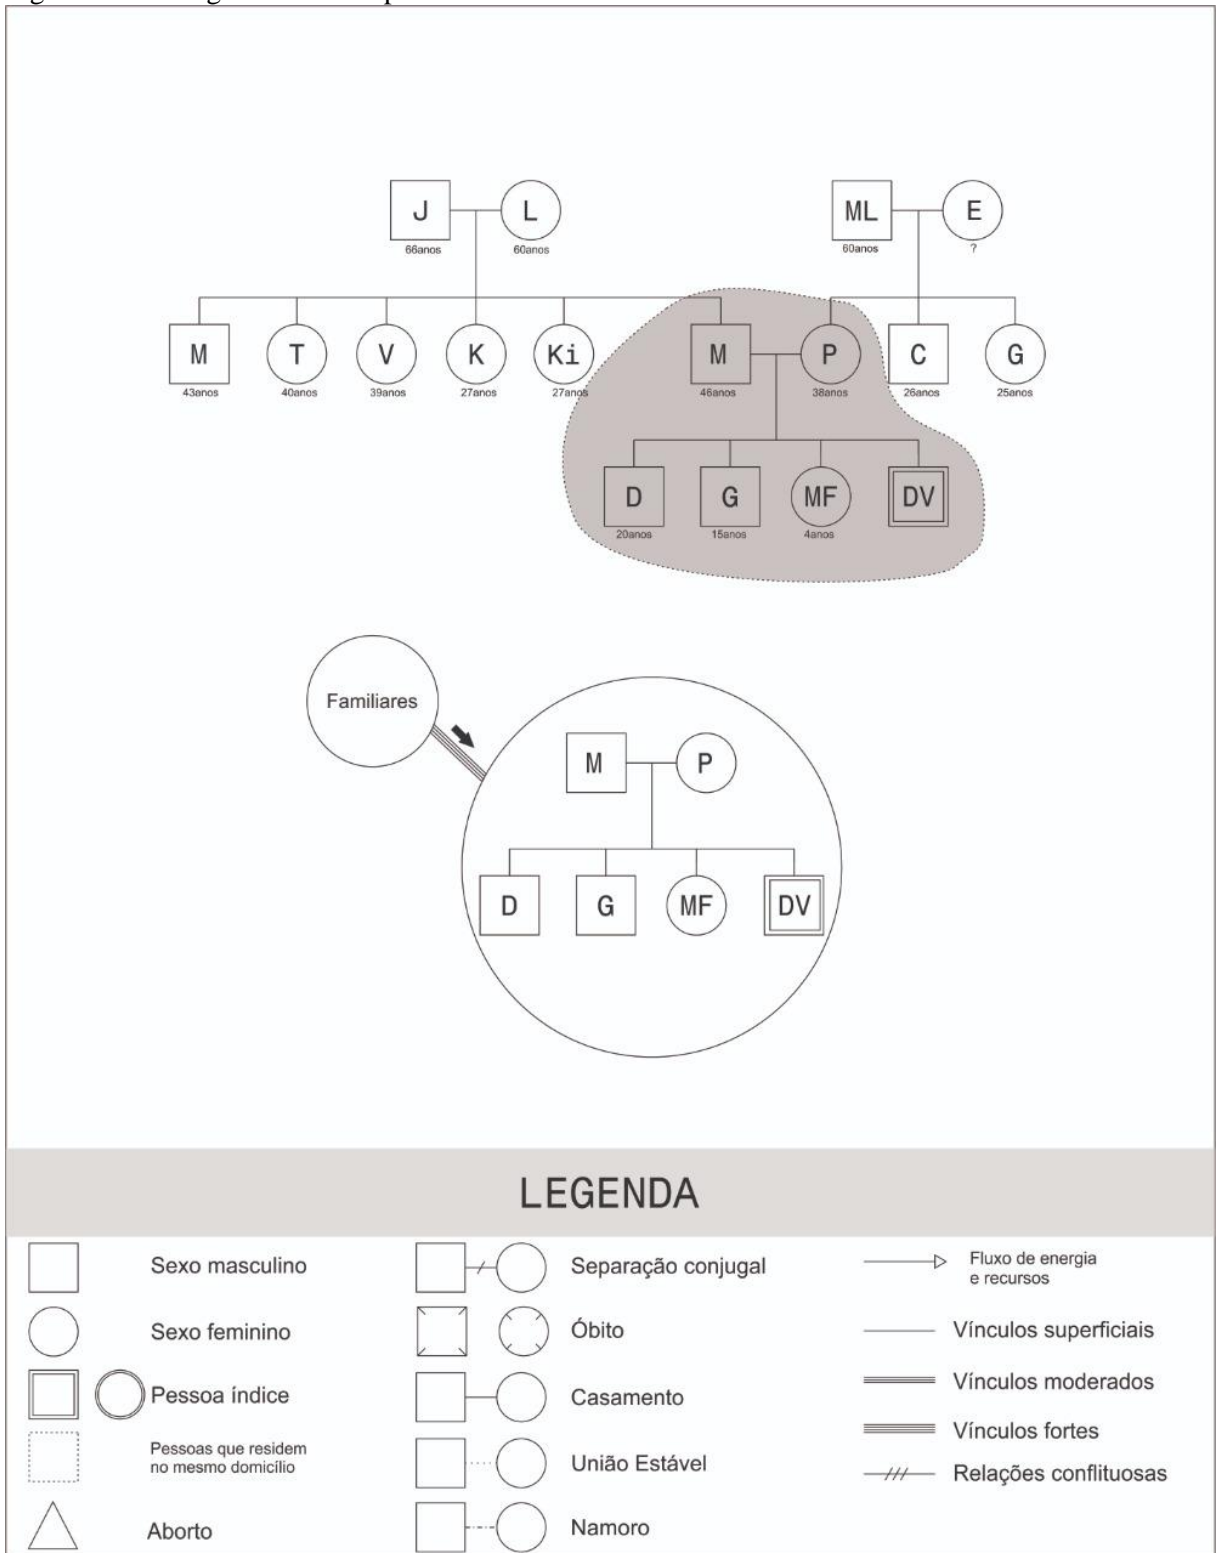 J
L
ML
E
66anos
60anos
60anos
?
M
T
V
K
Ki
M
P
C
G
43anos
40anos
39anos
27anos
27anos
46anos
38anos
26anos
25anos
D
G
MF
DV
20anos
15anos
4anos
Familiares
M
P
D
G
MF
DV
LEGENDA
Sexo masculino
Sexo feminino
Pessoa índice
Pessoas que residem
no mesmo domicílio
Aborto
Separação conjugal
Óbito
Casamento
União Estável
Namoro
Fluxo de energia
e recursos
Vínculos superficiais
Vínculos moderados
Vínculos fortes
Relações conflituosas